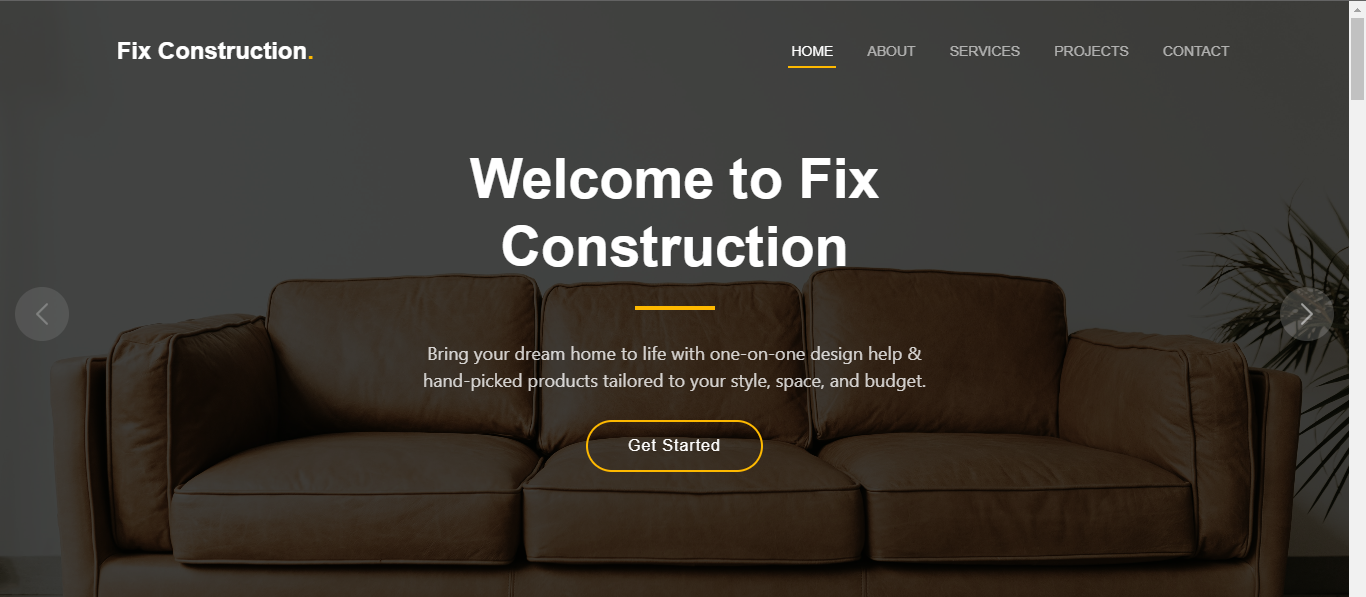 Fix Construction.
HOME ABOUT SERVICES PROJECTS CONTACT
Welcome to Fix
Construction
Bring your dream home to life with one-on-one design help &
hand-picked products tailored to your style, space, and budget.
Get Started